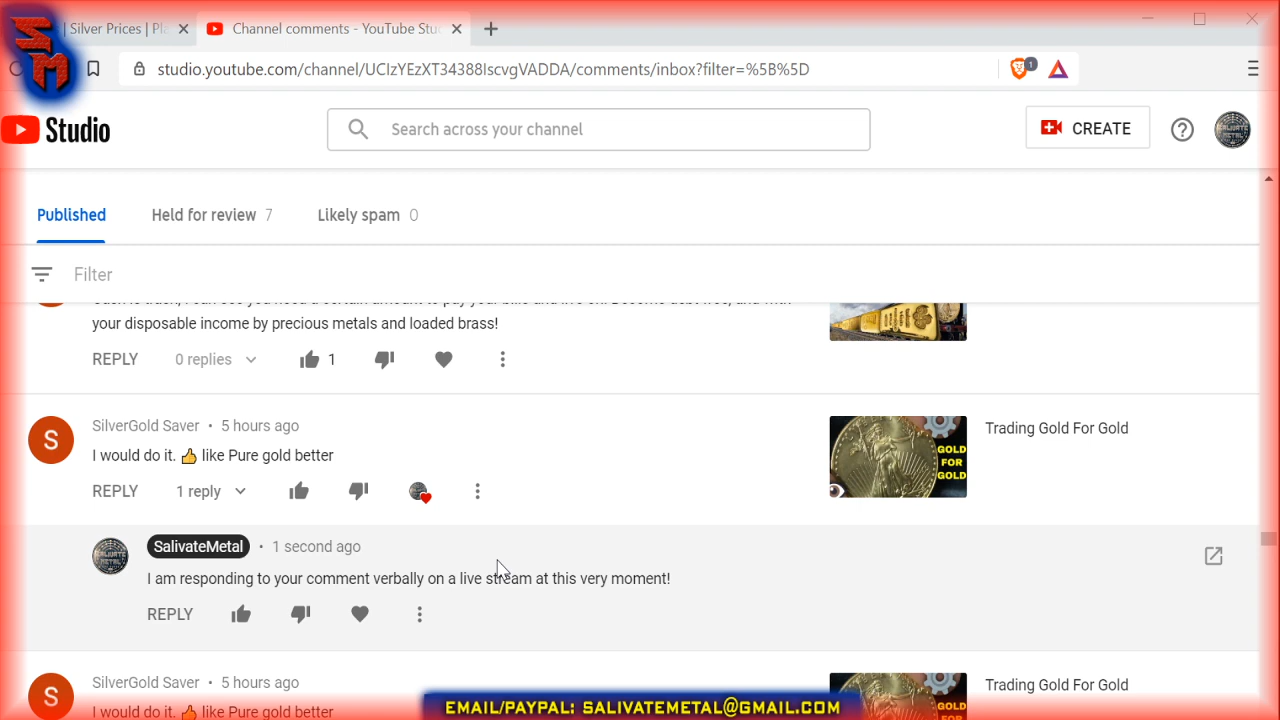 SM
| Silver Prices | Pla
Channel comments - YouTube Stu
studio.youtube.com/channel/UCIzYEzXT34388IscvgVADDA/comments/inbox?filter=%5B%5D
1
Studio
Search across your channel
CREATE
Published
Held for review 7
Likely spam 0
Filter
your disposable income by precious metals and loaded brass!
REPLY
0 replies
1
S
SilverGold Saver • 5 hours ago
I would do it. 👍 like Pure gold better
REPLY
1 reply
GOLD
FOR
GOLD
Trading Gold For Gold
SalivateMetal • 1 second ago
I am responding to your comment verbally on a live stream at this very moment!
REPLY
S
SilverGold Saver • 5 hours ago
I would do it. 👍 like Pure gold better
GOLD
FOR
Trading Gold For Gold
EMAIL/PAYPAL: SALIVATEMETAL@GMAIL.COM